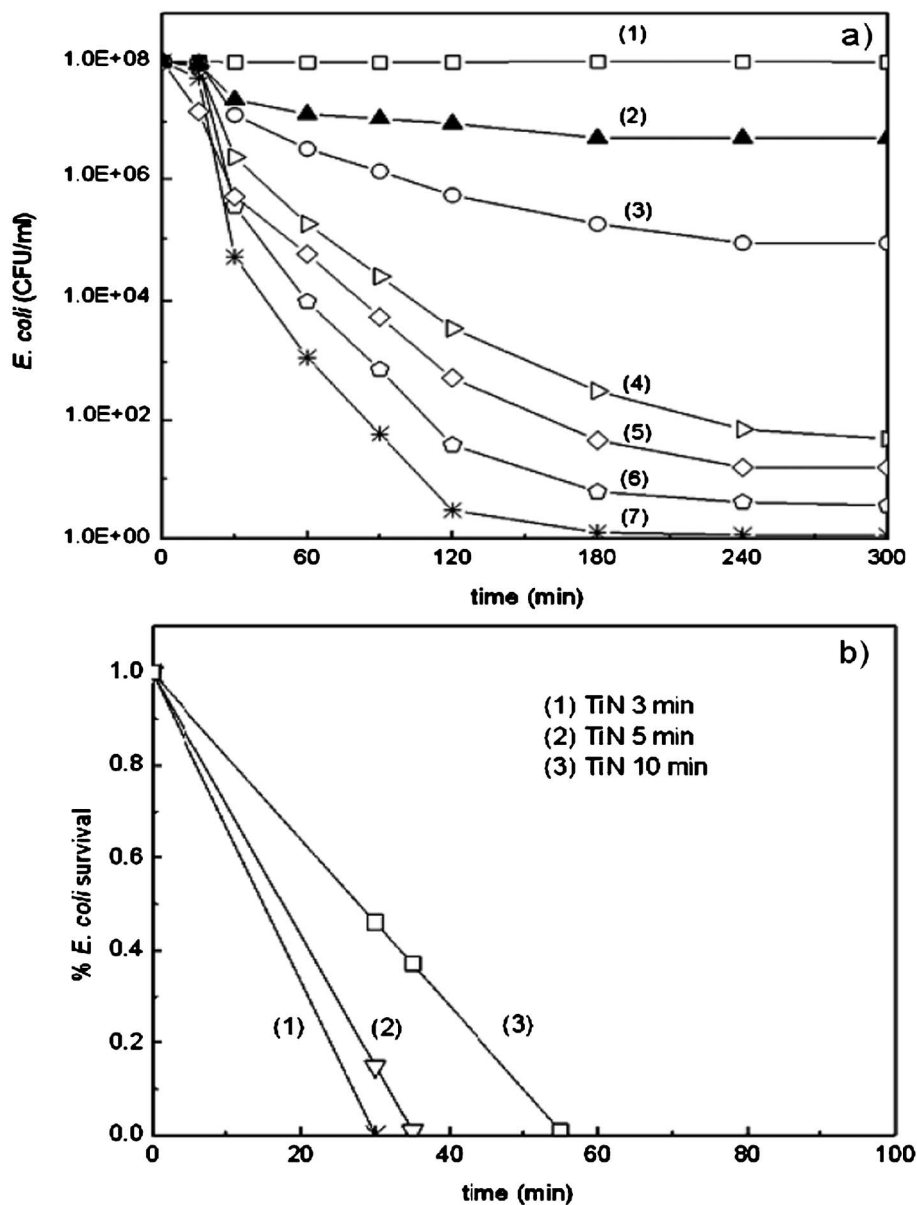 a)
(1)
1.0E+08
(2)
1.0E+06
(3)
1.0E+04
(4)
1.0E+02
(5)
(6)
(7)
1.0E+00
E. coli (CFU/ml)
0 60 120 180 240 300
time (min)
b)
1.0
(1) TiN 3 min
(2) TiN 5 min
(3) TiN 10 min
0.8
0.6
0.4
0.2
0.0
(1) (2) (3)
% E. coli survival
0 20 40 60 80 100
time (min)